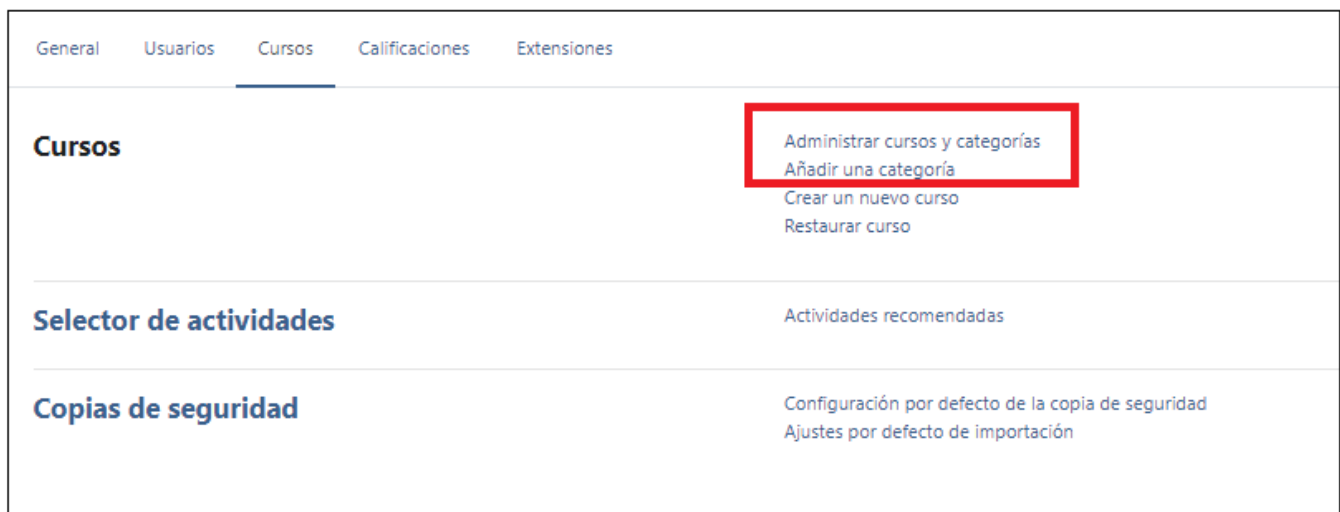 General Usuarios Cursos Calificaciones Extensiones
Cursos
Administrar cursos y categorías
Añadir una categoría
Crear un nuevo curso
Restaurar curso
Selector de actividades
Actividades recomendadas
Copias de seguridad
Configuración por defecto de la copia de seguridad
Ajustes por defecto de importación